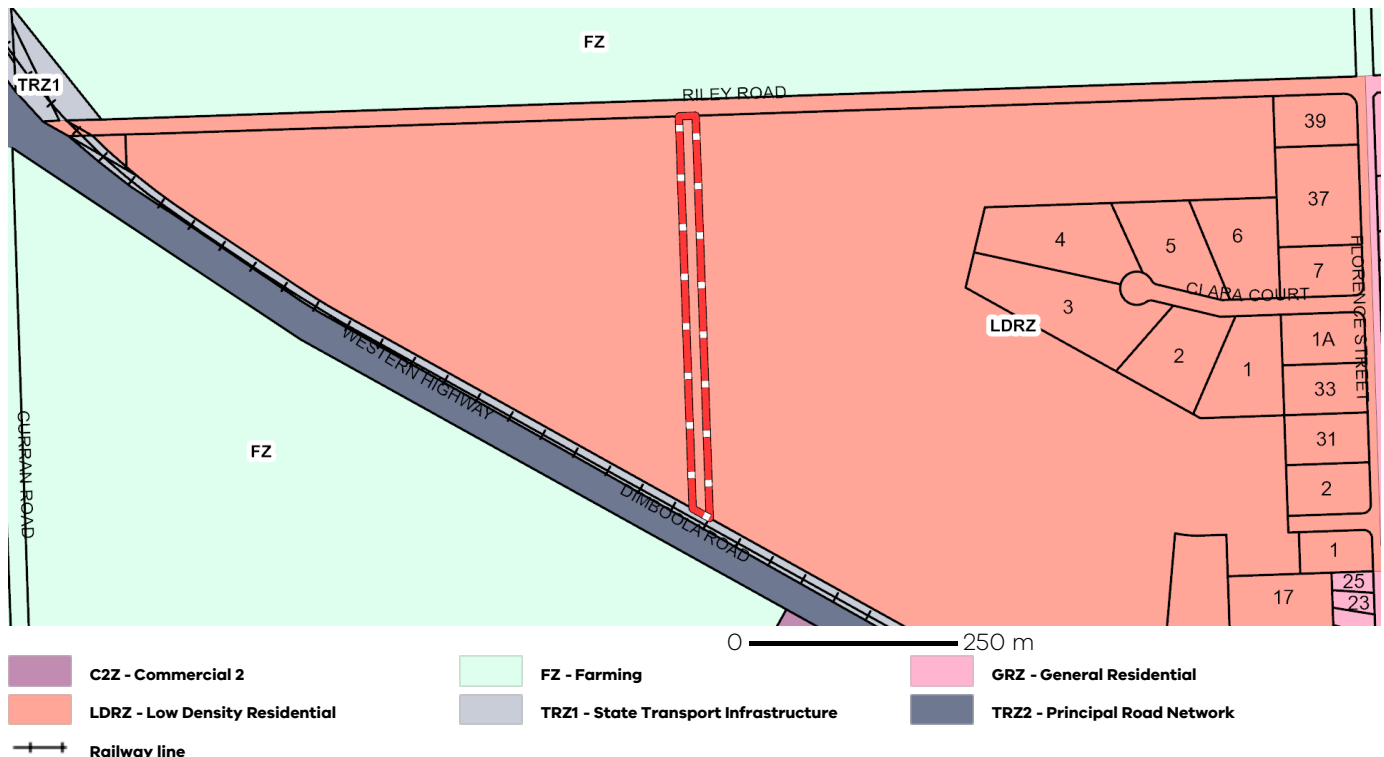 FZ
TRZ1
RILEY ROAD
39
37
4
5
6
7
FLORENCE STREET
CLARA COURT
3
LDRZ
1A
2
1
33
WESTERN HIGHWAY
CURRAN ROAD
FZ
31
2
DIMBOOLA ROAD
1
25
17
23
0 250 m
C2Z - Commercial 2
FZ - Farming
GRZ - General Residential
LDRZ - Low Density Residential
TRZ1 - State Transport Infrastructure
TRZ2 - Principal Road Network
Railway line